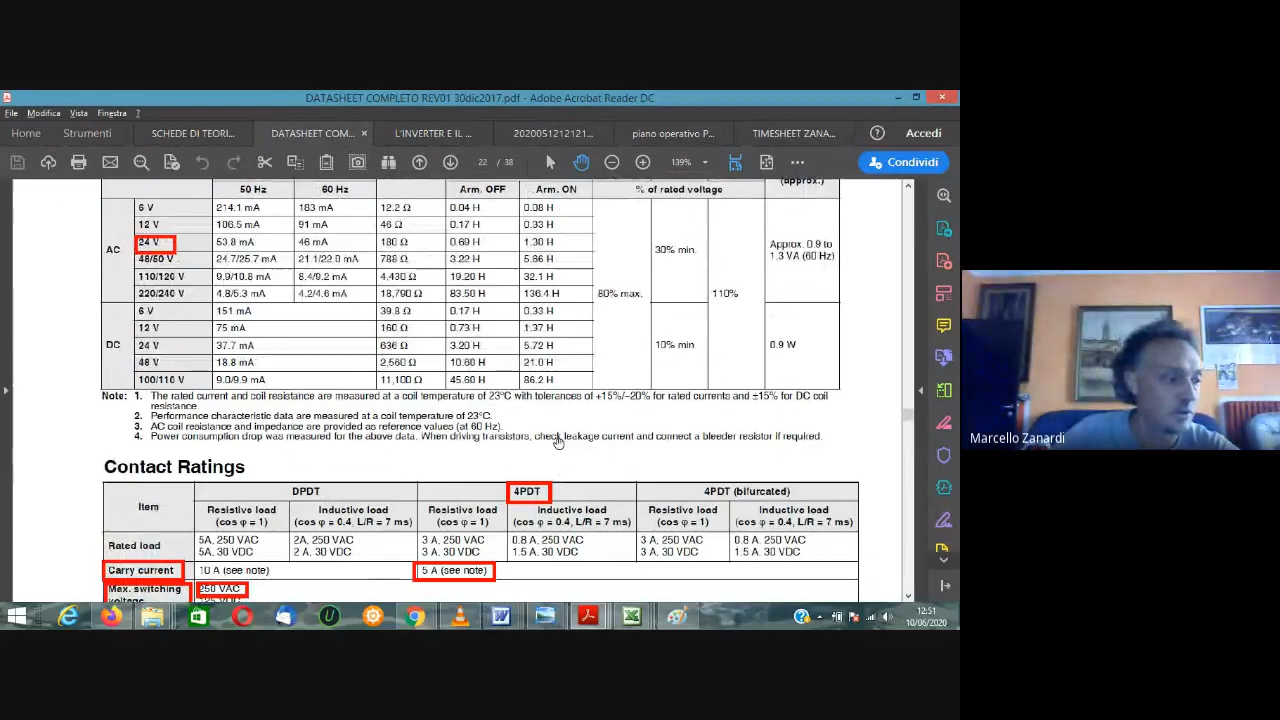 DATASHEET COMPLETO REV01 30dic2017.pdf - Adobe Acrobat Reader DC
File Modifica Vista Finestra ?
Home Strumenti SCHEDE DI TEORI... DATASHEET COM... × L'INVERTER E IL ... 20200512121... piano operativo P... TIMESHEET ZANA... Accedi
22 / 38 139% Condividi
50 Hz 60 Hz Arm. OFF Arm. ON % of rated voltage (approx.)
AC 6 V 214.1 mA 183 mA 12.2 Ω 0.04 H 0.08 H
12 V 106.5 mA 91 mA 46 Ω 0.17 H 0.33 H
24 V 53.8 mA 46 mA 180 Ω 0.69 H 1.30 H 30% min. Approx. 0.9 to
48/50 V 24.7/25.7 mA 21.1/22.0 mA 788 Ω 3.22 H 5.66 H 1.3 VA (60 Hz)
110/120 V 9.9/10.8 mA 8.4/9.2 mA 4,430 Ω 19.20 H 32.1 H
220/240 V 4.8/5.3 mA 4.2/4.6 mA 18,790 Ω 83.50 H 136.4 H 80% max. 110%
DC 6 V 151 mA 39.8 Ω 0.17 H 0.33 H
12 V 75 mA 160 Ω 0.73 H 1.37 H
24 V 37.7 mA 636 Ω 3.20 H 5.72 H 10% min 0.9 W
48 V 18.8 mA 2,560 Ω 10.60 H 21.0 H
100/110 V 9.0/9.9 mA 11,100 Ω 45.60 H 86.2 H
Note: 1. The rated current and coil resistance are measured at a coil temperature of 23°C with tolerances of +15%/−20% for rated currents and ±15% for DC coil
resistance.
2. Performance characteristic data are measured at a coil temperature of 23°C.
3. AC coil resistance and impedance are provided as reference values (at 60 Hz).
4. Power consumption drop was measured for the above data. When driving transistors, check leakage current and connect a bleeder resistor if required.
Contact Ratings
Item DPDT 4PDT 4PDT (bifurcated)
Resistive load Inductive load Resistive load Inductive load Resistive load Inductive load
(cos φ = 1) (cos φ = 0.4, L/R = 7 ms) (cos φ = 1) (cos φ = 0.4, L/R = 7 ms) (cos φ = 1) (cos φ = 0.4, L/R = 7 ms)
Rated load 5A, 250 VAC 2A, 250 VAC 3 A, 250 VAC 0.8 A, 250 VAC 3 A, 250 VAC 0.8 A, 250 VAC
5A, 30 VDC 2 A, 30 VDC 3 A, 30 VDC 1.5 A, 30 VDC 3 A, 30 VDC 1.5 A, 30 VDC
Carry current 10 A (see note) 5 A (see note)
Max. switching 250 VAC
voltage
12:51
10/06/2020
Marcello Zanardi